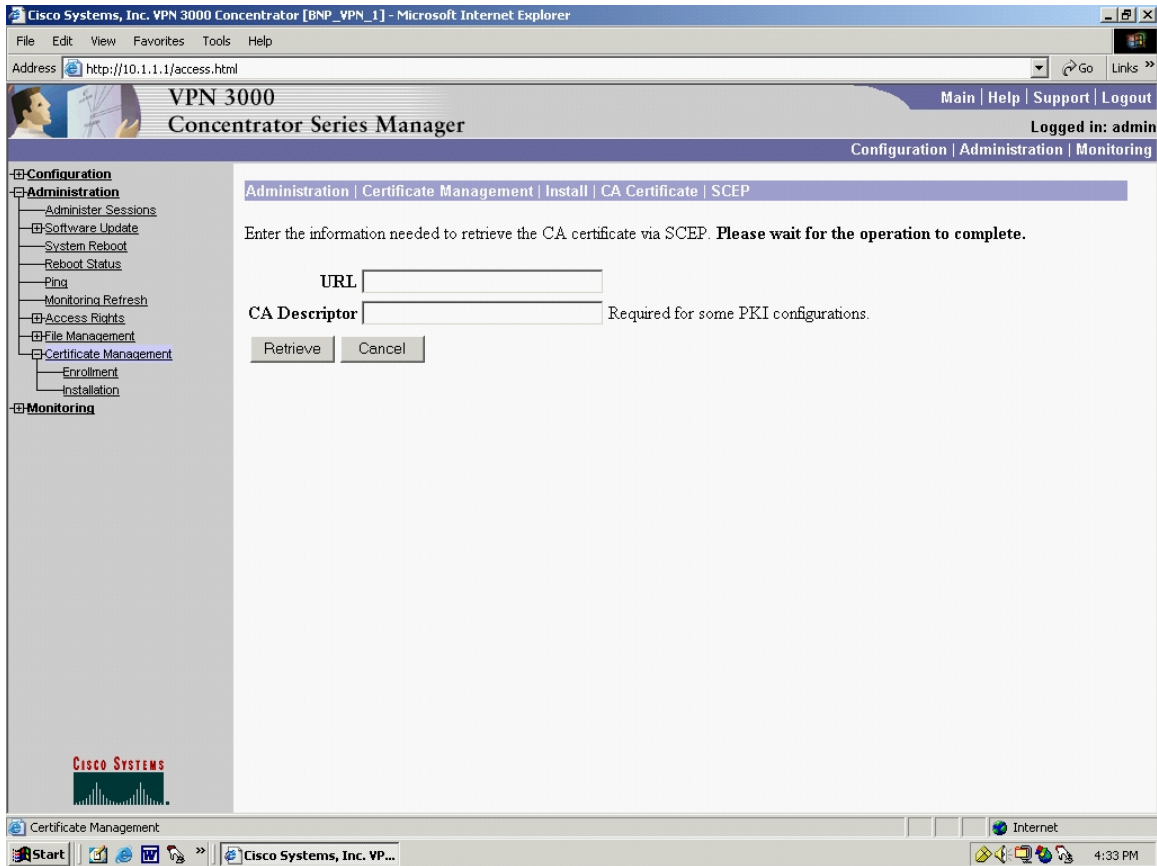 Cisco Systems, Inc. VPN 3000 Concentrator [BNP_VPN_1] - Microsoft Internet Explorer
File Edit View Favorites Tools Help
Address http://10.1.1.1/access.html Go Links »
VPN 3000
Concentrator Series Manager
Main | Help | Support | Logout
Logged in: admin
Configuration | Administration | Monitoring
Configuration
Administration
Administer Sessions
Software Update
System Reboot
Reboot Status
Ping
Monitoring Refresh
Access Rights
File Management
Certificate Management
Enrollment
Installation
Monitoring
Administration | Certificate Management | Install | CA Certificate | SCEP
Enter the information needed to retrieve the CA certificate via SCEP. Please wait for the operation to complete.
URL
CA Descriptor Required for some PKI configurations.
Retrieve Cancel
CISCO SYSTEMS
Certificate Management Internet
Start » Cisco Systems, Inc. VP... 4:33 PM